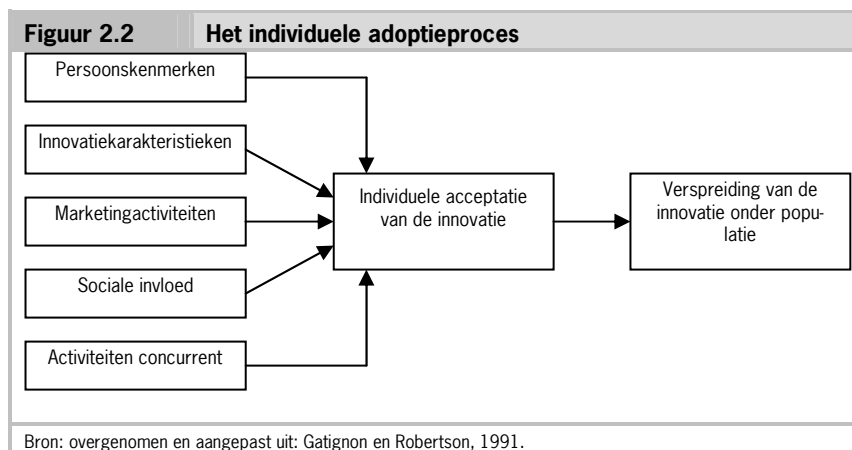 Figuur 2.2 Het individuele adoptieproces
Persoonskenmerken
Innovatiekarakteristieken
Marketingactiviteiten
Sociale invloed
Activiteiten concurrent
Individuele acceptatie
van de innovatie
Verspreiding van de
innovatie onder popu-
latie
Bron: overgenomen en aangepast uit: Gatignon en Robertson, 1991.